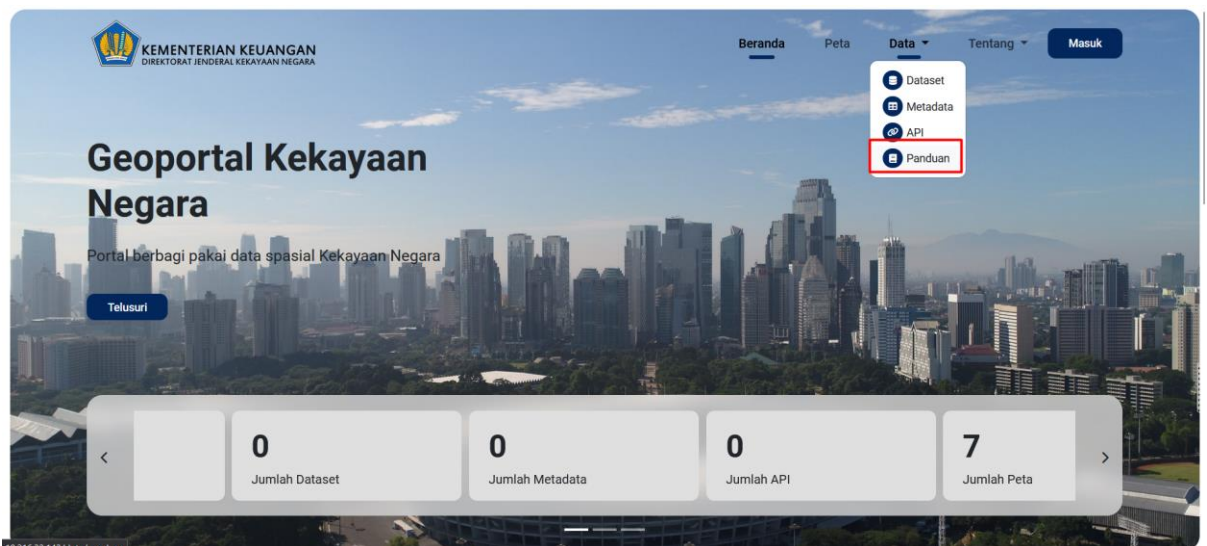 KEMENTERIAN KEUANGAN
DIREKTORAT JENDERAL KEKAYAAN NEGARA
Beranda
Peta
Data
Tentang
Masuk
Dataset
Metadata
API
Panduan
Geoportal Kekayaan
Negara
Portal berbagi pakai data spasial Kekayaan Negara
Telusuri
0
Jumlah Dataset
0
Jumlah Metadata
0
Jumlah API
7
Jumlah Peta